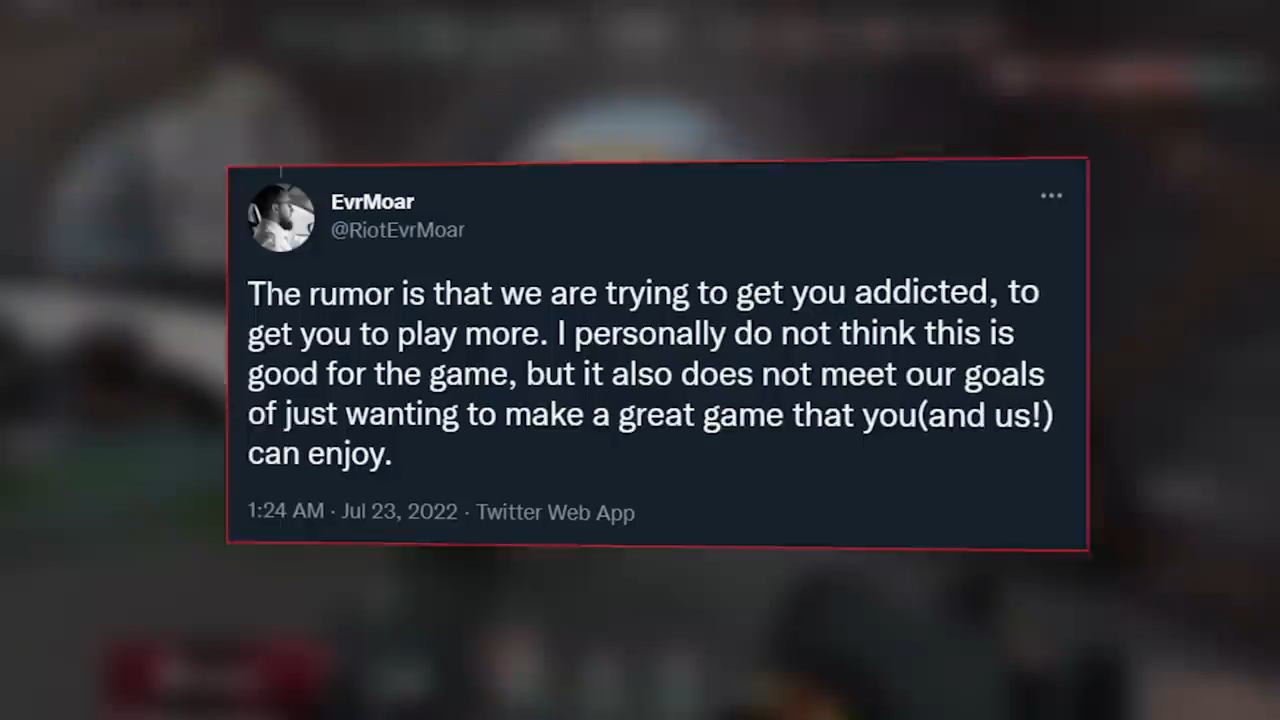 EvrMoar
@RiotEvrMoar
The rumor is that we are trying to get you addicted, to
get you to play more. I personally do not think this is
good for the game, but it also does not meet our goals
of just wanting to make a great game that you(and us!)
can enjoy.
1:24 AM · Jul 23, 2022 · Twitter Web App